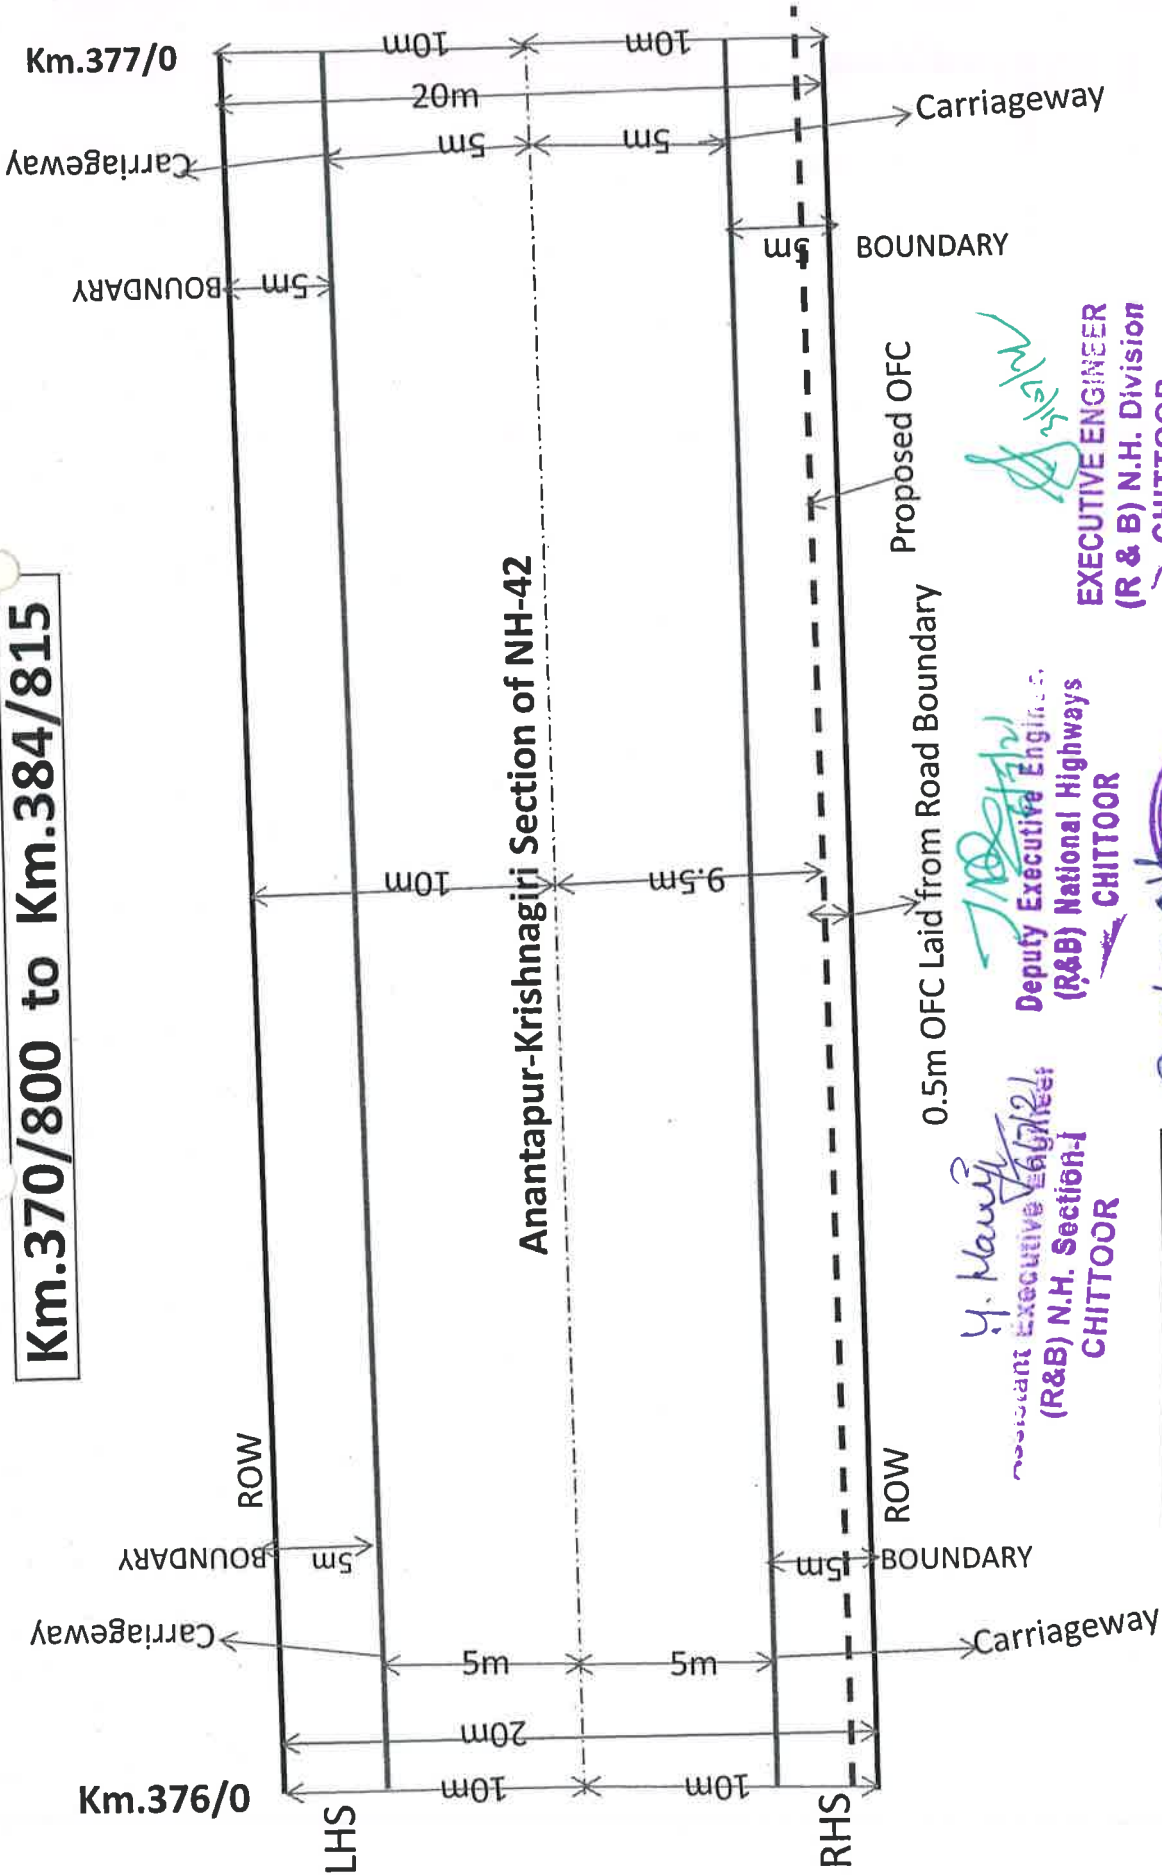 Km.370/800 to Km.384/815
Km.376/0
Km.377/0
LHS
RHS
10m
10m
20m
5m
5m
Carriageway
Carriageway
BOUNDARY
5m
5m
BOUNDARY
ROW
ROW
Anantapur-Krishnagiri Section of NH-42
10m
9.5m
0.5m OFC Laid from Road Boundary
Proposed OFC
BOUNDARY
5m
5m
BOUNDARY
Carriageway
5m
5m
Carriageway
20m
10m
10m
Executive Engineer
(R&B) N.H. Section-I
CHITTOOR
Deputy Executive
(R&B) National Highways
CHITTOOR
EXECUTIVE ENGINEER
(R & B) N.H. Division